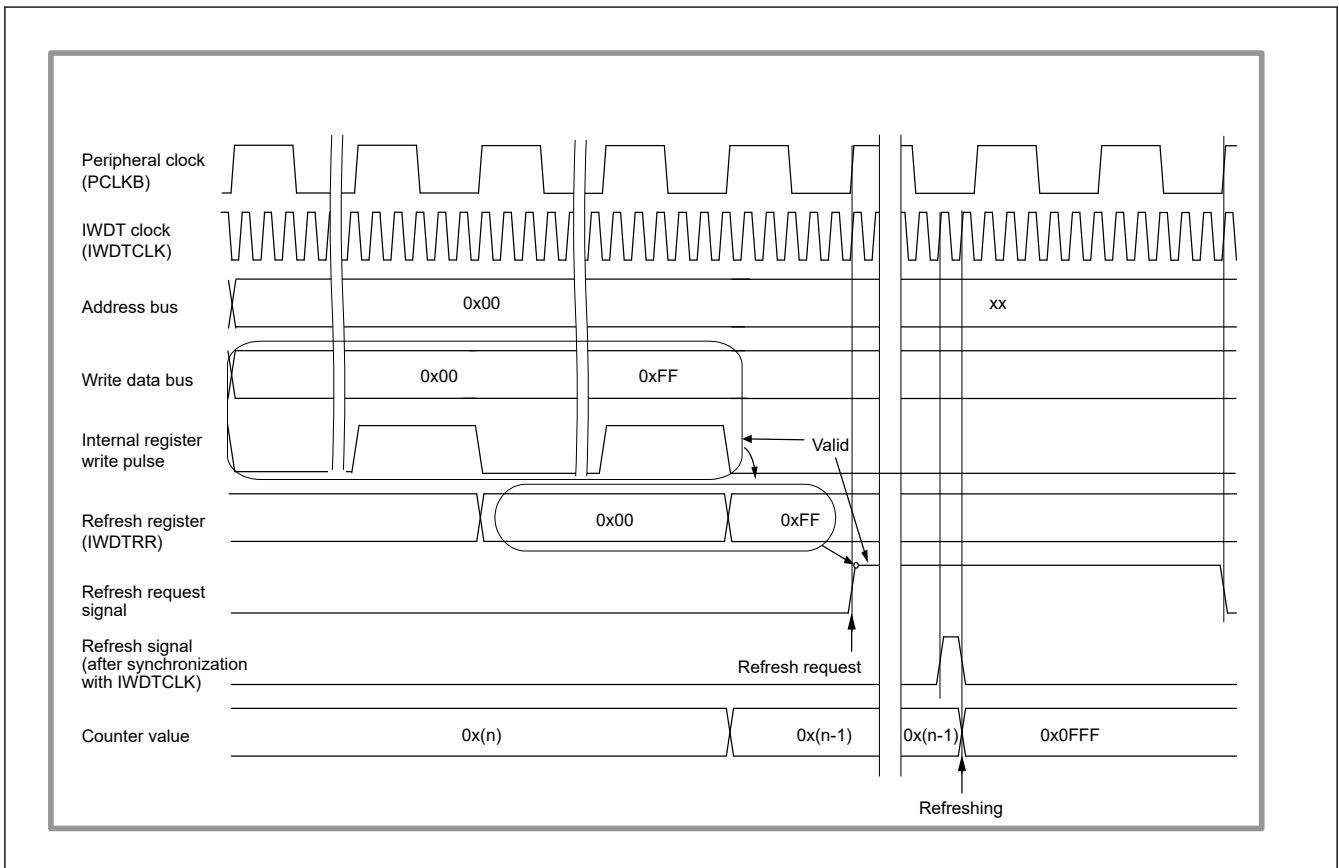 Peripheral clock
(PCLKB)
IWDT clock
(IWDTCLK)
Address bus
0x00
xx
Write data bus
0x00
0xFF
Internal register
write pulse
Valid
Refresh register
(IWDTRR)
0x00
0xFF
Refresh request
signal
Refresh signal
(after synchronization
with IWDTCLK)
Refresh request
Counter value
0x(n)
0x(n-1)
0x(n-1)
0x0FFF
Refreshing